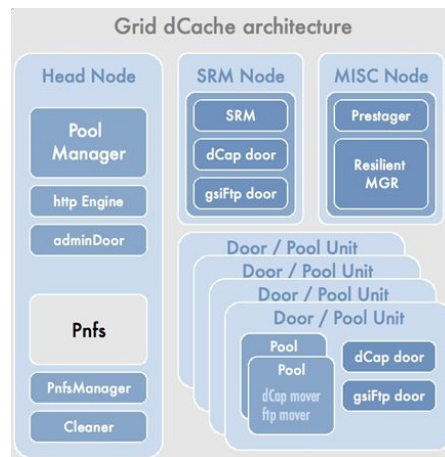 Grid dCache architecture
Head Node
Pool
Manager
http Engine
adminDoor
Pnfs
PnfsManager
Cleaner
SRM Node
SRM
dCap door
gsiFtp door
MISC Node
Prestager
Resilient
MGR
Door / Pool Unit
Door / Pool Unit
Door / Pool Unit
Door / Pool Unit
Pool
Pool
dCap mover
ftp mover
dCap door
gsiFtp door